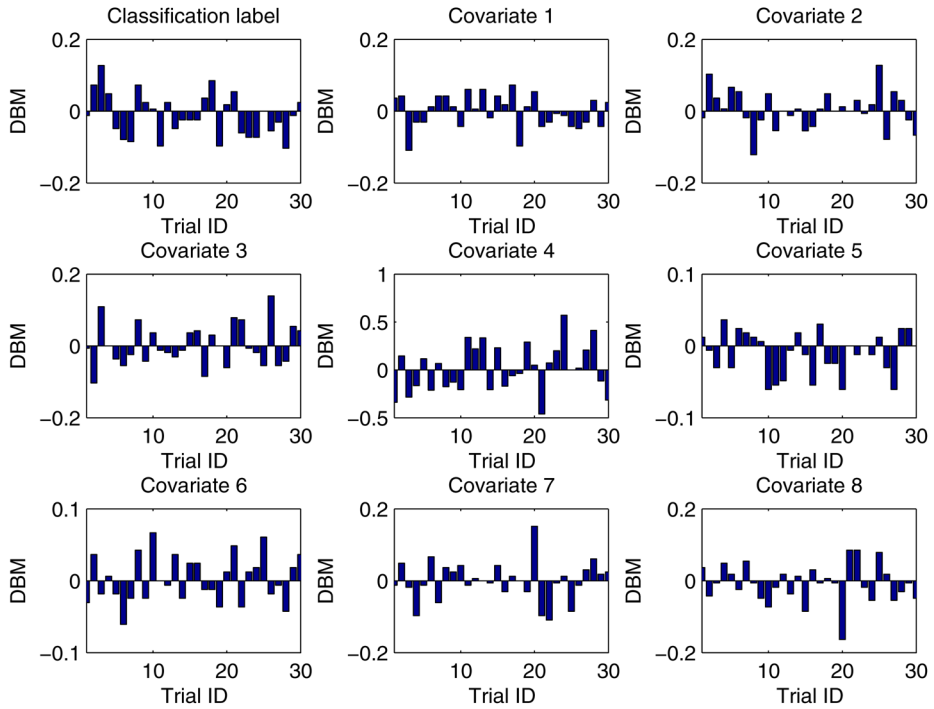 Classification label
0.2
0
−0.2
DBM
10 20 30
Trial ID
Covariate 1
0.2
0
−0.2
DBM
10 20 30
Trial ID
Covariate 2
0.2
0
−0.2
DBM
10 20 30
Trial ID
Covariate 3
0.2
0
−0.2
DBM
10 20 30
Trial ID
Covariate 4
1
0.5
0
−0.5
DBM
10 20 30
Trial ID
Covariate 5
0.1
0
−0.1
DBM
10 20 30
Trial ID
Covariate 6
0.1
0
−0.1
DBM
10 20 30
Trial ID
Covariate 7
0.2
0
−0.2
DBM
10 20 30
Trial ID
Covariate 8
0.2
0
−0.2
DBM
10 20 30
Trial ID